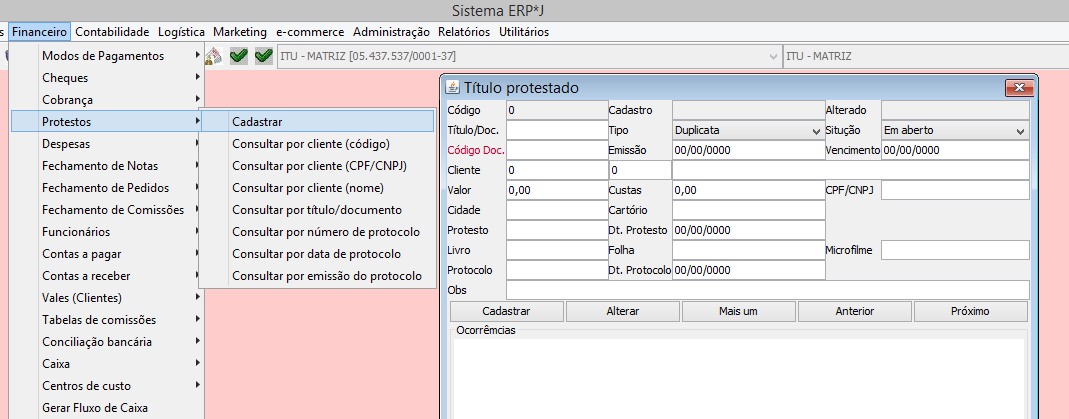 Sistema ERP*J
s Financeiro Contabilidade Logística Marketing e-commerce Administração Relatórios Utilitários
ITU - MATRIZ [05.437.537/0001-37] ITU - MATRIZ
Modos de Pagamentos
Cheques
Cobrança
Protestos
Despesas
Fechamento de Notas
Fechamento de Pedidos
Fechamento de Comissões
Funcionários
Contas a pagar
Contas a receber
Vales (Clientes)
Tabelas de comissões
Conciliação bancária
Caixa
Centros de custo
Gerar Fluxo de Caixa
Cadastrar
Consultar por cliente (código)
Consultar por cliente (CPF/CNPJ)
Consultar por cliente (nome)
Consultar por título/documento
Consultar por número de protocolo
Consultar por data de protocolo
Consultar por emissão do protocolo
Título protestado
Código 0 Cadastro Alterado
Título/Doc. Tipo Duplicata Situção Em aberto
Código Doc. Emissão 00/00/0000 Vencimento 00/00/0000
Cliente 0 0
Valor 0,00 Custas 0,00 CPF/CNPJ
Cidade Cartório
Protesto Dt. Protesto 00/00/0000
Livro Folha Microfilme
Protocolo Dt. Protocolo 00/00/0000
Obs
Cadastrar Alterar Mais um Anterior Próximo
Ocorrências